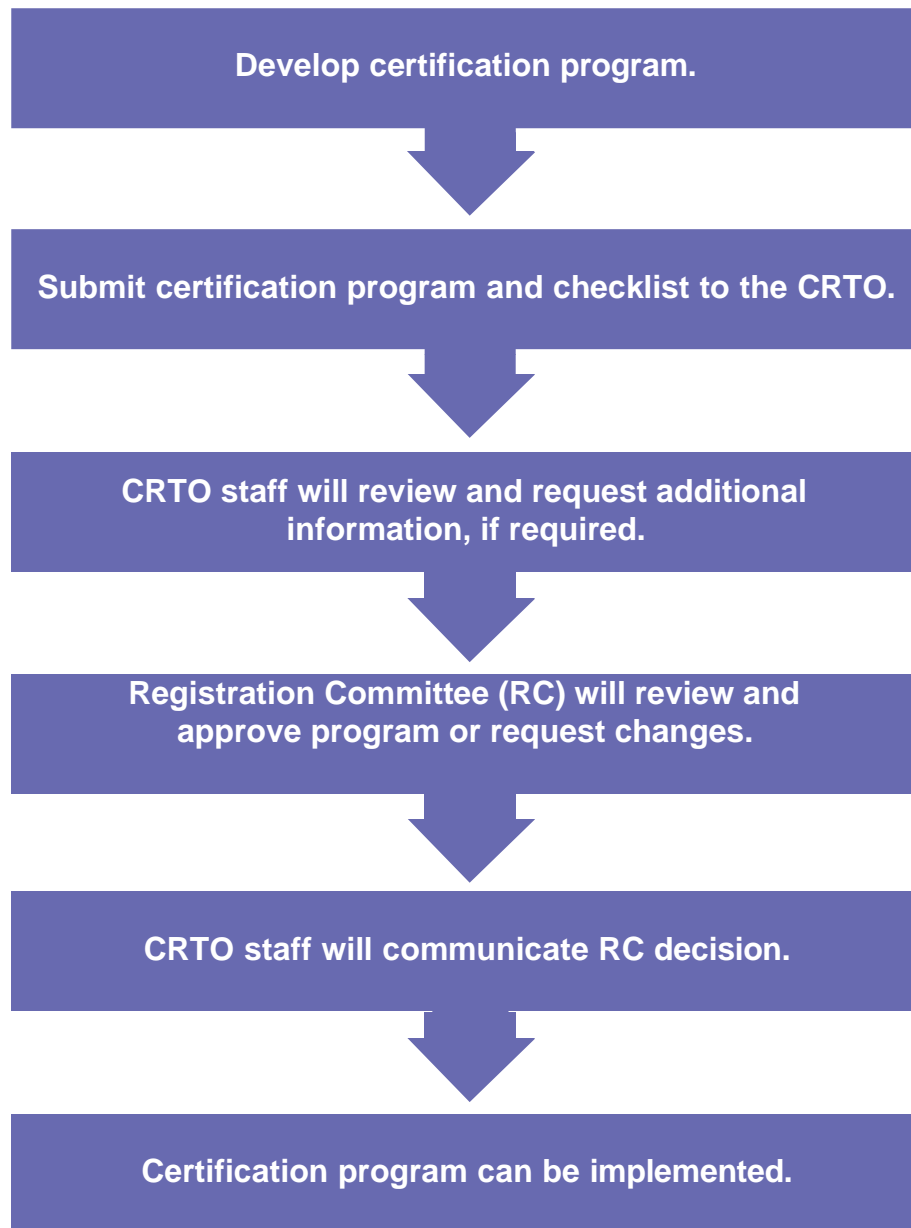 Develop certification program.
Submit certification program and checklist to the CRTO.
CRTO staff will review and request additional
information, if required.
Registration Committee (RC) will review and
approve program or request changes.
CRTO staff will communicate RC decision.
Certification program can be implemented.